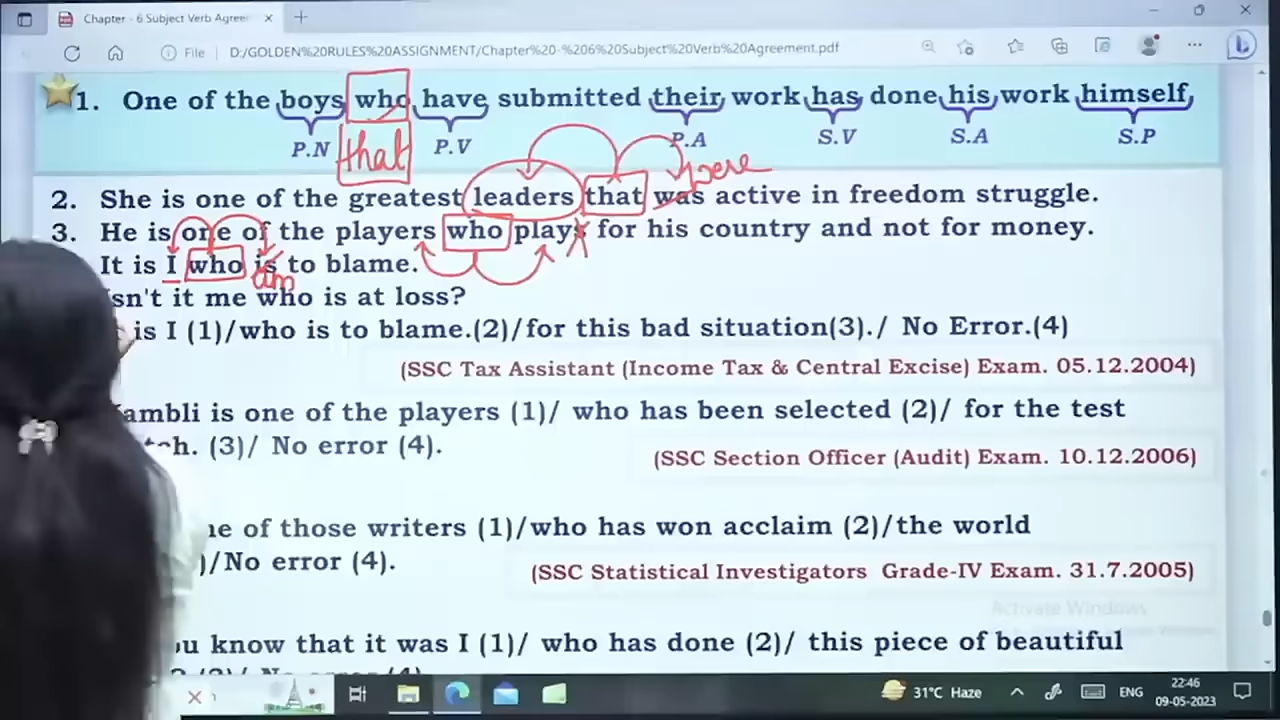 Chapter - 6 Subject Verb Agree
File D:/GOLDEN%20RULES%20ASSIGNMENT/Chapter%20-%206%20Subject%20Verb%20Agreement.pdf
1. One of the boys who have submitted their work has done his work himself,
P.N that P.V P.A S.V S.A S.P
were
2. She is one of the greatest leaders that was active in freedom struggle.
3. He is one of the players who plays for his country and not for money.
It is I who is to blame.
am
sn't it me who is at loss?
is I (1)/who is to blame.(2)/for this bad situation(3)./ No Error.(4)
(SSC Tax Assistant (Income Tax & Central Excise) Exam. 05.12.2004)
ambli is one of the players (1)/ who has been selected (2)/ for the test
h. (3)/ No error (4).
(SSC Section Officer (Audit) Exam. 10.12.2006)
ne of those writers (1)/who has won acclaim (2)/the world
)/No error (4).
(SSC Statistical Investigators Grade-IV Exam. 31.7.2005)
u know that it was I (1)/ who has done (2)/ this piece of beautiful
Activate Windows
31°C Haze
ENG
22:46
09-05-2023